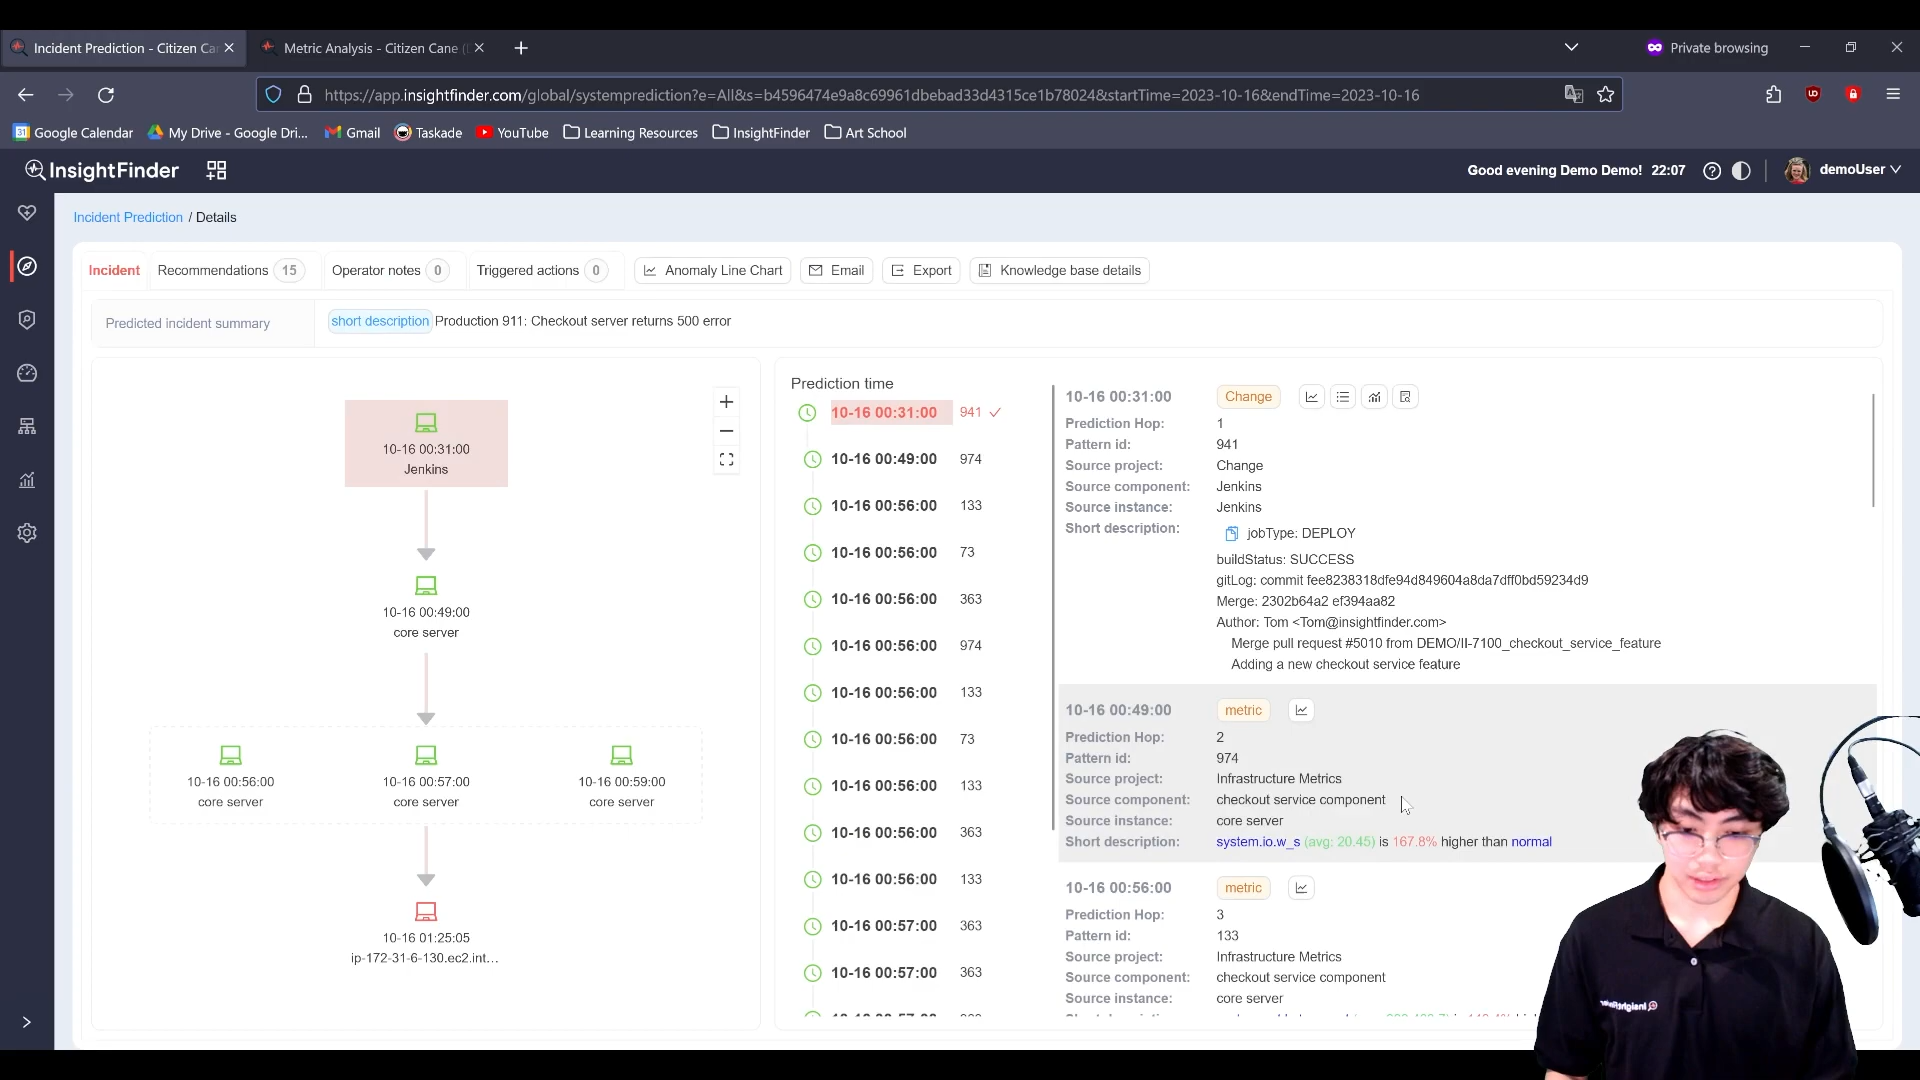 Incident Prediction - Citizen Ca
Metric Analysis - Citizen Cane (
Private browsing
https://app.insightfinder.com/global/systemprediction?e=All&s=b4596474e9a8c69961dbebad33d4315ce1b78024&startTime=2023-10-16&endTime=2023-10-16
Google Calendar
My Drive - Google Dri...
Gmail
Taskade
YouTube
Learning Resources
InsightFinder
Art School
InsightFinder
Good evening Demo Demo! 22:07
demoUser
Incident Prediction / Details
Incident
Recommendations 15
Operator notes 0
Triggered actions 0
Anomaly Line Chart
Email
Export
Knowledge base details
Predicted incident summary
short description Production 911: Checkout server returns 500 error
10-16 00:31:00
Jenkins
10-16 00:49:00
core server
10-16 00:56:00
core server
10-16 00:57:00
core server
10-16 00:59:00
core server
10-16 01:25:05
ip-172-31-6-130.ec2.int...
Prediction time
10-16 00:31:00 941
10-16 00:49:00 974
10-16 00:56:00 133
10-16 00:56:00 73
10-16 00:56:00 363
10-16 00:56:00 974
10-16 00:56:00 133
10-16 00:56:00 73
10-16 00:56:00 133
10-16 00:56:00 363
10-16 00:56:00 133
10-16 00:57:00 363
10-16 00:57:00 363
10-16 00:31:00 Change
Prediction Hop: 1
Pattern id: 941
Source project: Change
Source component: Jenkins
Source instance: Jenkins
Short description: jobType: DEPLOY
buildStatus: SUCCESS
gitLog: commit fee8238318dfe94d849604a8da7dff0bd59234d9
Merge: 2302b64a2 ef394aa82
Author: Tom <Tom@insightfinder.com>
Merge pull request #5010 from DEMO/II-7100_checkout_service_feature
Adding a new checkout service feature
10-16 00:49:00 metric
Prediction Hop: 2
Pattern id: 974
Source project: Infrastructure Metrics
Source component: checkout service component
Source instance: core server
Short description: system.io.w_s (avg: 20.45) is 167.8% higher than normal
10-16 00:56:00 metric
Prediction Hop: 3
Pattern id: 133
Source project: Infrastructure Metrics
Source component: checkout service component
Source instance: core server
InsightFinder